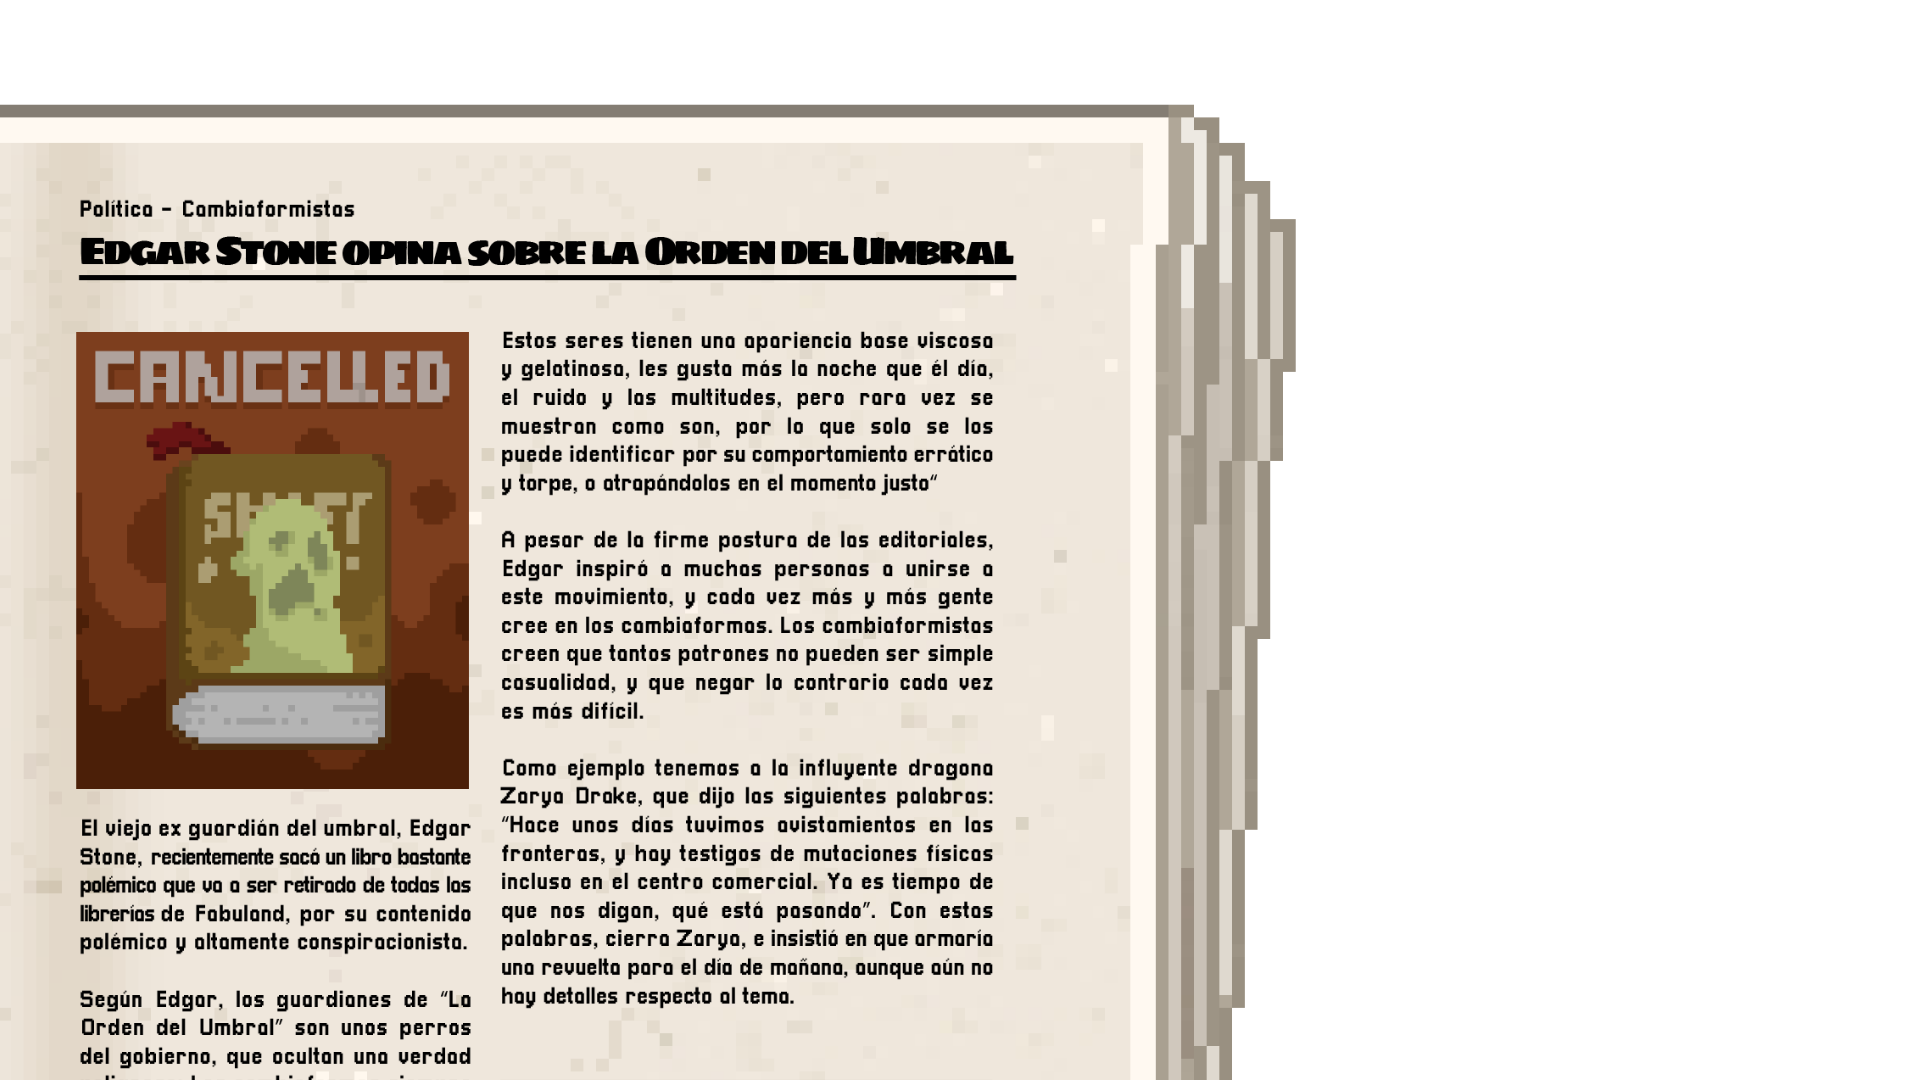 Política - Cambiaformistas
Edgar Stone opina sobre la Orden del Umbral
CANCELLED
El viejo ex guardián del umbral, Edgar
Stone, recientemente sacó un libro bastante
polémico que va a ser retirado de todas las
librerías de Fabuland, por su contenido
polémico y altamente conspiracionista.
Según Edgar, los guardianes de “La
Orden del Umbral” son unos perros
del gobierno, que ocultan una verdad
Estos seres tienen una apariencia base viscosa
y gelatinosa, les gusta más la noche que él día,
el ruido y las multitudes, pero rara vez se
muestran como son, por lo que solo se los
puede identificar por su comportamiento errático
y torpe, o atrapándolos en el momento justo“
A pesar de la firme postura de las editoriales,
Edgar inspiró a muchas personas a unirse a
este movimiento, y cada vez más y más gente
cree en los cambiaformas. Los cambiaformistas
creen que tantos patrones no pueden ser simple
casualidad, y que negar lo contrario cada vez
es más difícil.
Como ejemplo tenemos a la influyente dragona
Zarya Drake, que dijo las siguientes palabras:
“Hace unos días tuvimos avistamientos en las
fronteras, y hay testigos de mutaciones físicas
incluso en el centro comercial. Ya es tiempo de
que nos digan, qué está pasando”. Con estas
palabras, cierra Zarya, e insistió en que armaría
una revuelta para el día de mañana, aunque aún no
hay detalles respecto al tema.